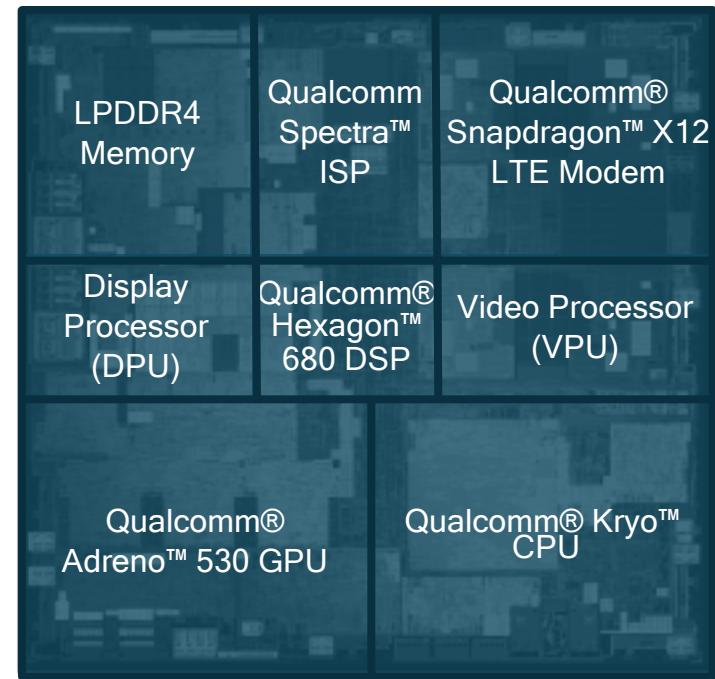 LPDDR4
Memory
Qualcomm
Spectra™
ISP
Qualcomm®
Snapdragon™ X12
LTE Modem
Display
Processor
(DPU)
Qualcomm®
Hexagon™
680 DSP
Video Processor
(VPU)
Qualcomm®
Adreno™ 530 GPU
Qualcomm® Kryo™
CPU